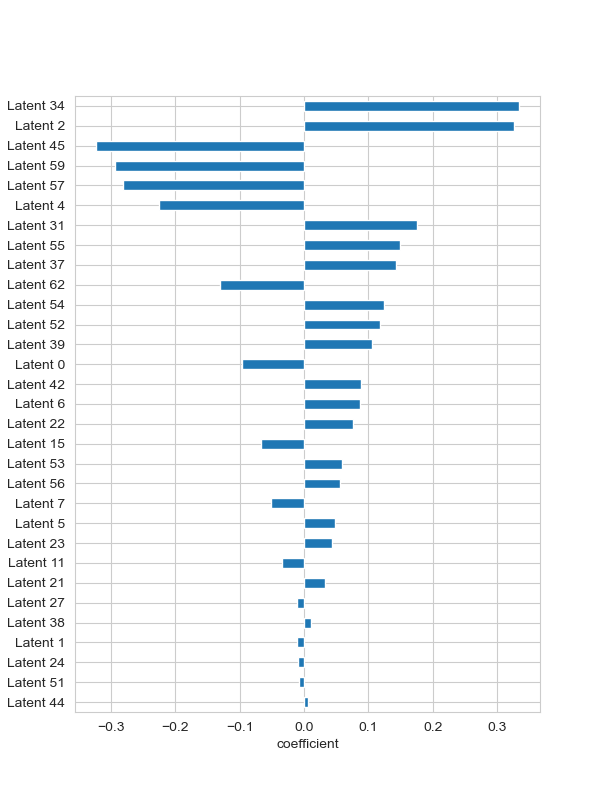 Latent 34
Latent 2
Latent 45
Latent 59
Latent 57
Latent 4
Latent 31
Latent 55
Latent 37
Latent 62
Latent 54
Latent 52
Latent 39
Latent 0
Latent 42
Latent 6
Latent 22
Latent 15
Latent 53
Latent 56
Latent 7
Latent 5
Latent 23
Latent 11
Latent 21
Latent 27
Latent 38
Latent 1
Latent 24
Latent 51
Latent 44
−0.3 −0.2 −0.1 0.0 0.1 0.2 0.3
coefficient